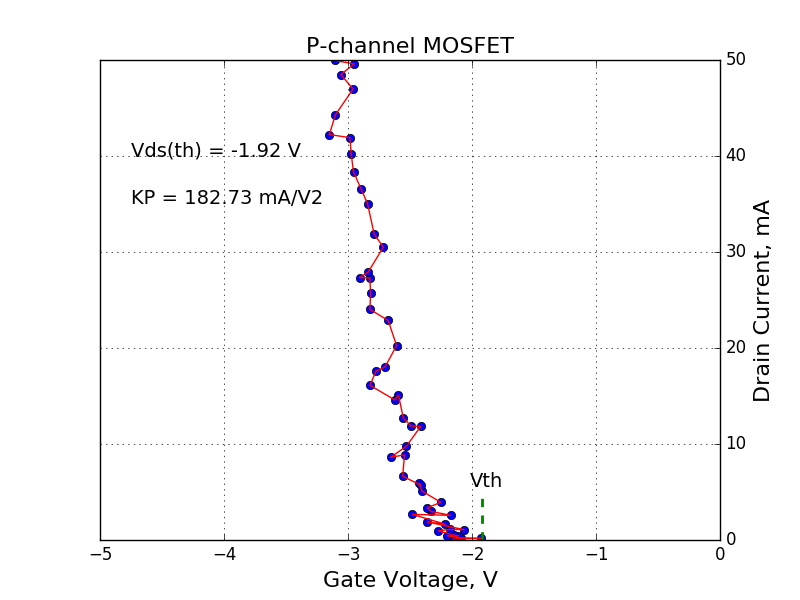 P-channel MOSFET
50
Vds(th) = -1.92 V
40
KP = 182.73 mA/V2
30
Drain Current, mA
20
10
Vth
0
−5 −4 −3 −2 −1 0
Gate Voltage, V